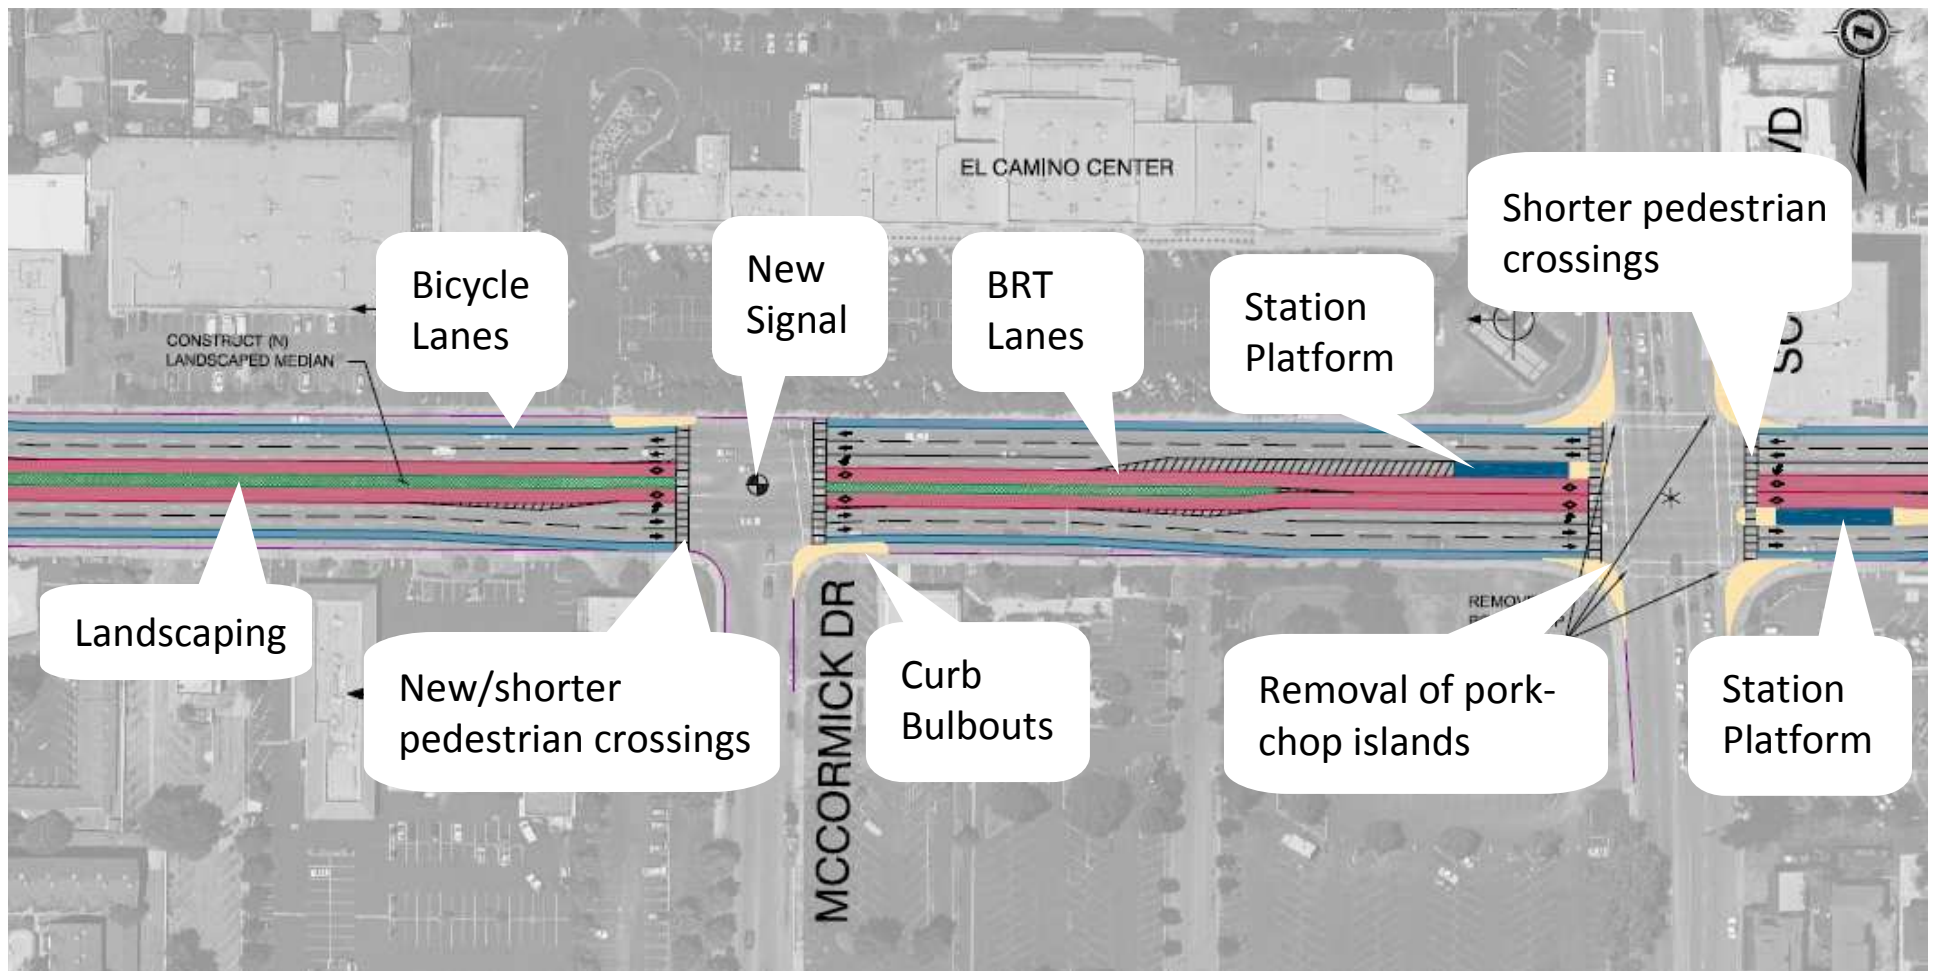 EL CAMINO CENTER
Shorter pedestrian
crossings
Bicycle
Lanes
New
Signal
BRT
Lanes
Station
Platform
CONSTRUCT (N)
LANDSCAPED MEDIAN
Landscaping
New/shorter
pedestrian crossings
MCCORMICK DR
Curb
Bulbouts
Removal of pork-
chop islands
Station
Platform